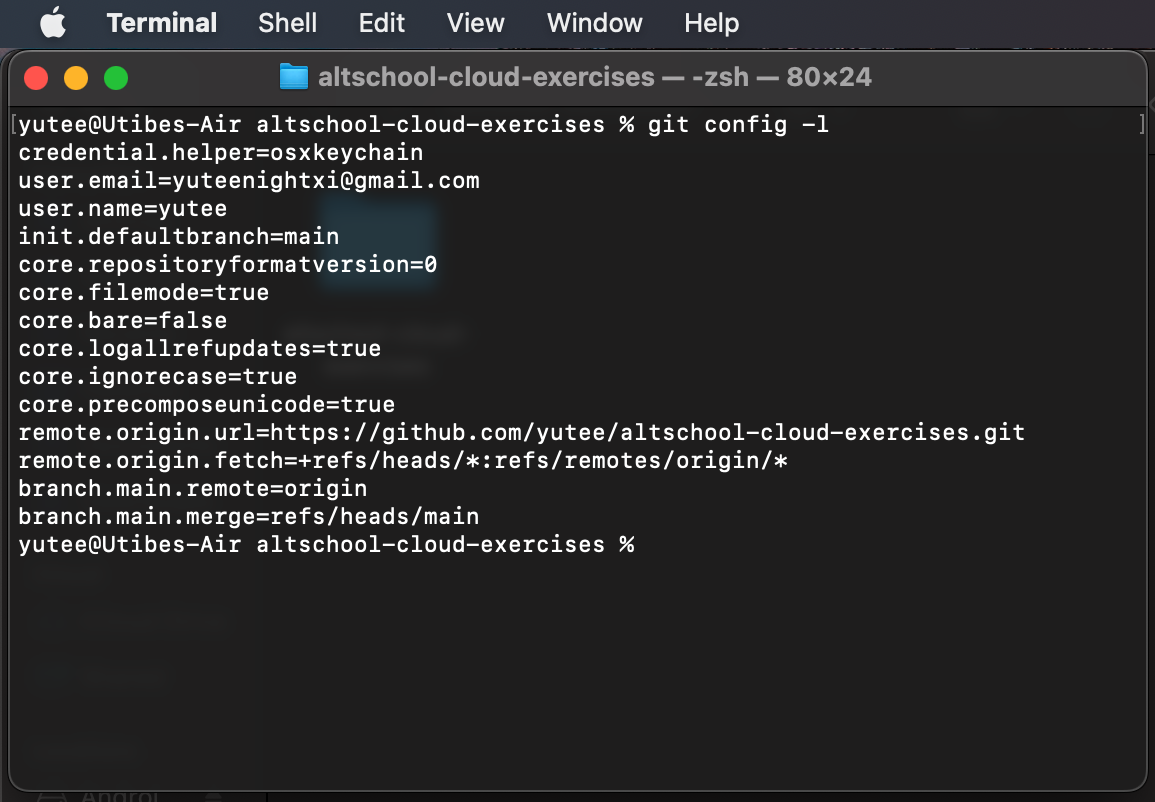 Terminal Shell Edit View Window Help
altschool-cloud-exercises — -zsh — 80×24
[yutee@Utibes-Air altschool-cloud-exercises % git config -l ]
credential.helper=osxkeychain
user.email=yuteenightxi@gmail.com
user.name=yutee
init.defaultbranch=main
core.repositoryformatversion=0
core.filemode=true
core.bare=false
core.logallrefupdates=true
core.ignorecase=true
core.precomposeunicode=true
remote.origin.url=https://github.com/yutee/altschool-cloud-exercises.git
remote.origin.fetch=+refs/heads/*:refs/remotes/origin/*
branch.main.remote=origin
branch.main.merge=refs/heads/main
yutee@Utibes-Air altschool-cloud-exercises %